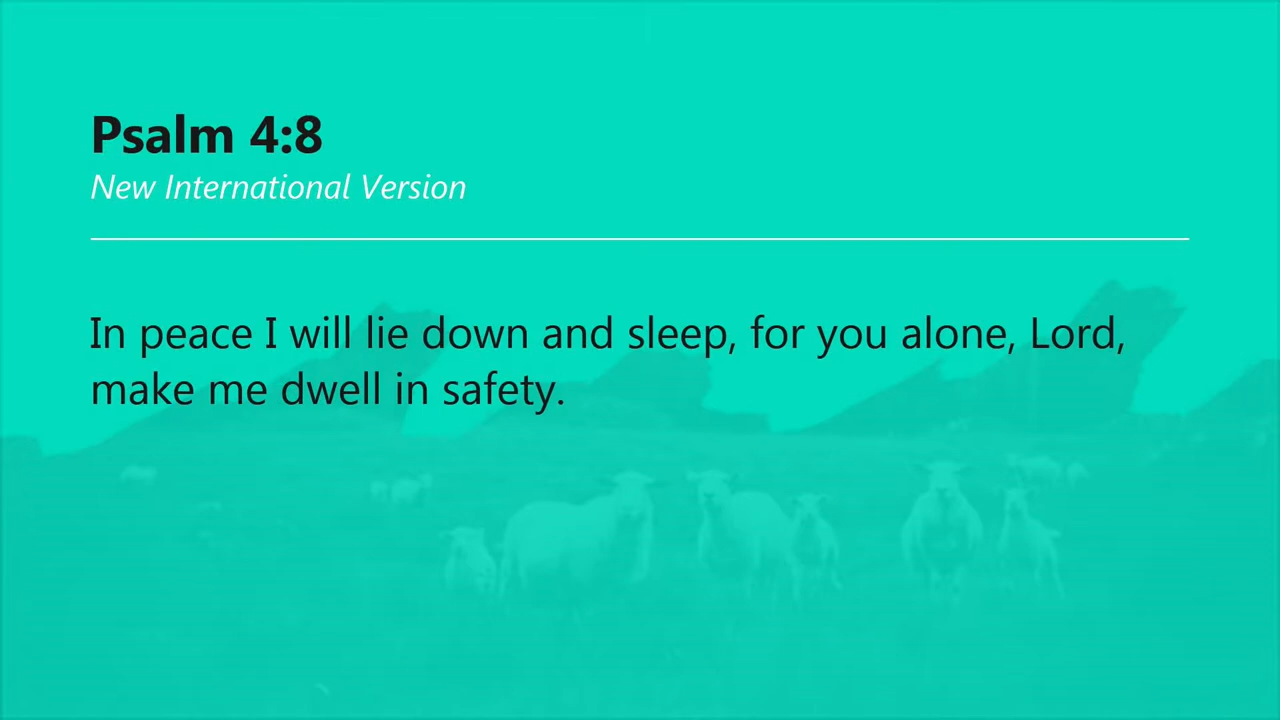 Psalm 4:8
New International Version
In peace I will lie down and sleep, for you alone, Lord,
make me dwell in safety.